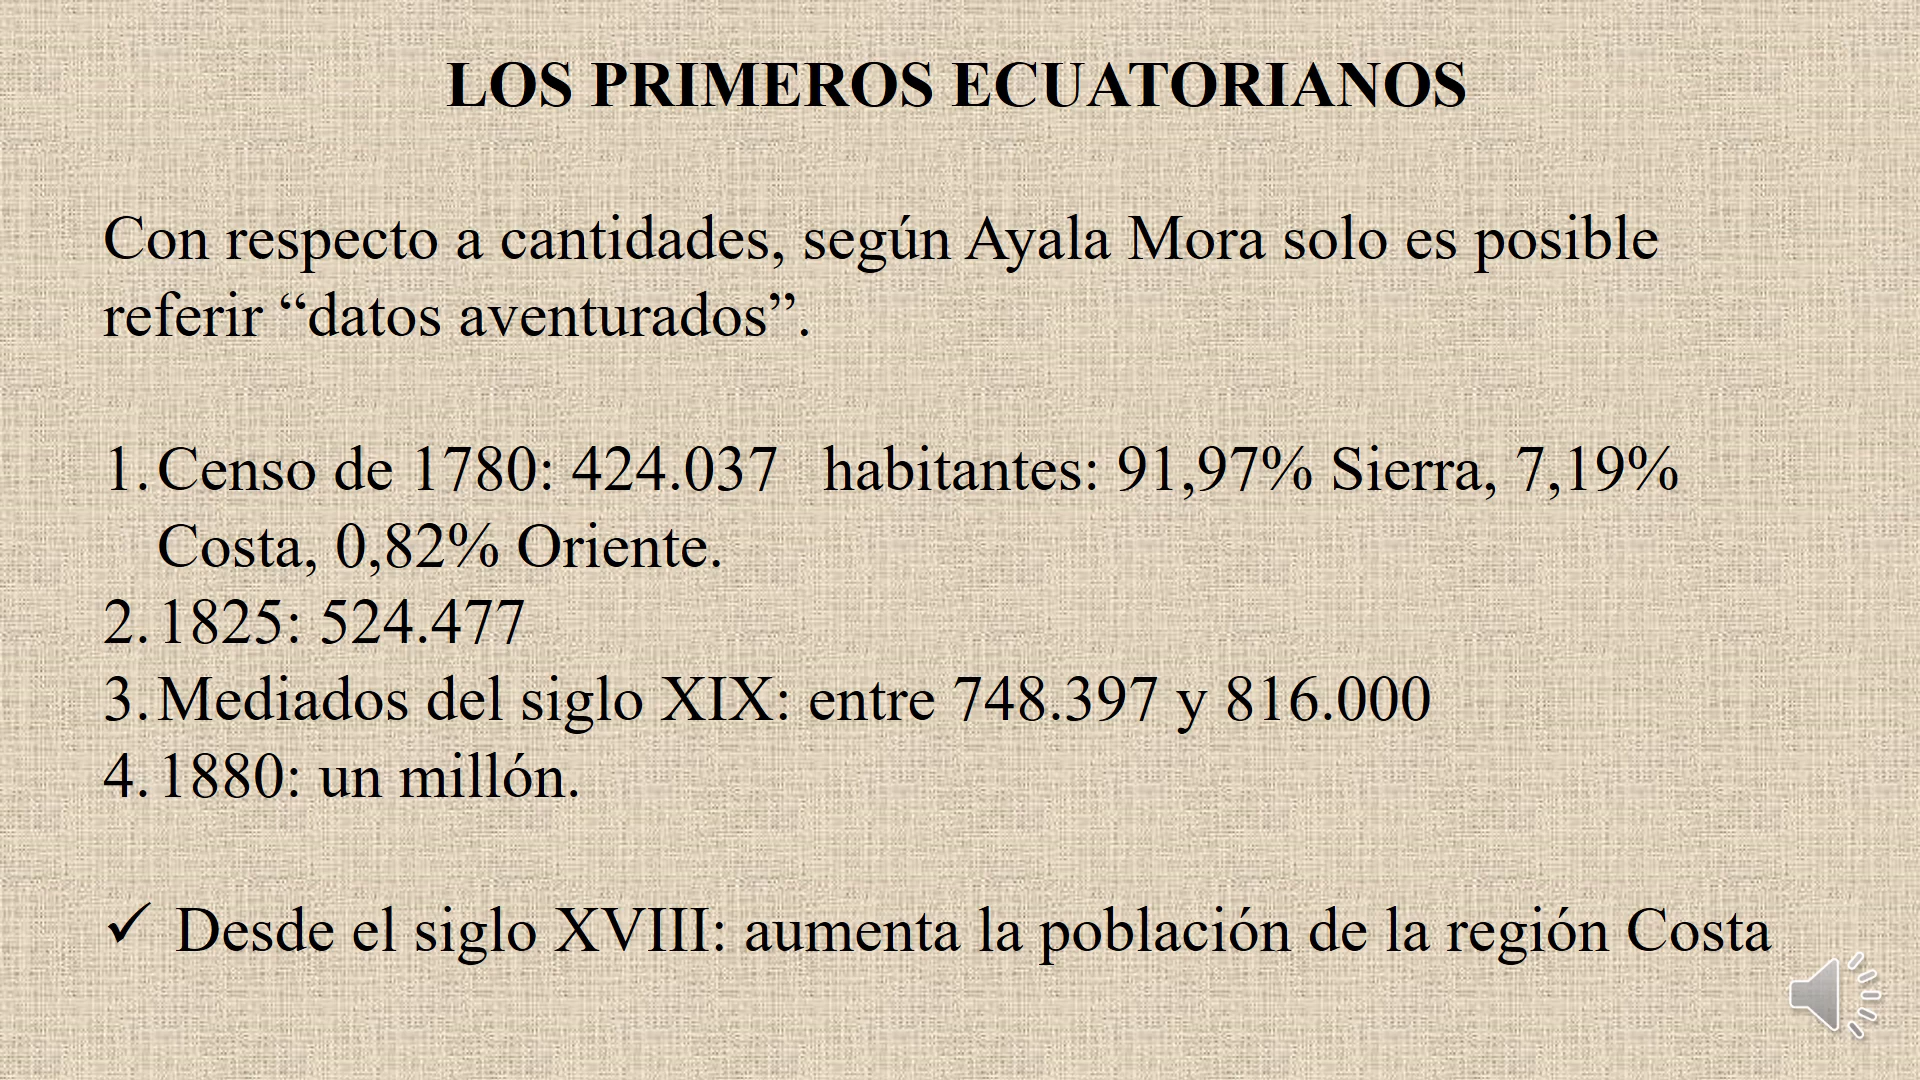 LOS PRIMEROS ECUATORIANOS
Con respecto a cantidades, según Ayala Mora solo es posible
referir “datos aventurados”.
1. Censo de 1780: 424.037 habitantes: 91,97% Sierra, 7,19%
Costa, 0,82% Oriente.
2. 1825: 524.477
3. Mediados del siglo XIX: entre 748.397 y 816.000
4. 1880: un millón.
✓ Desde el siglo XVIII: aumenta la población de la región Costa